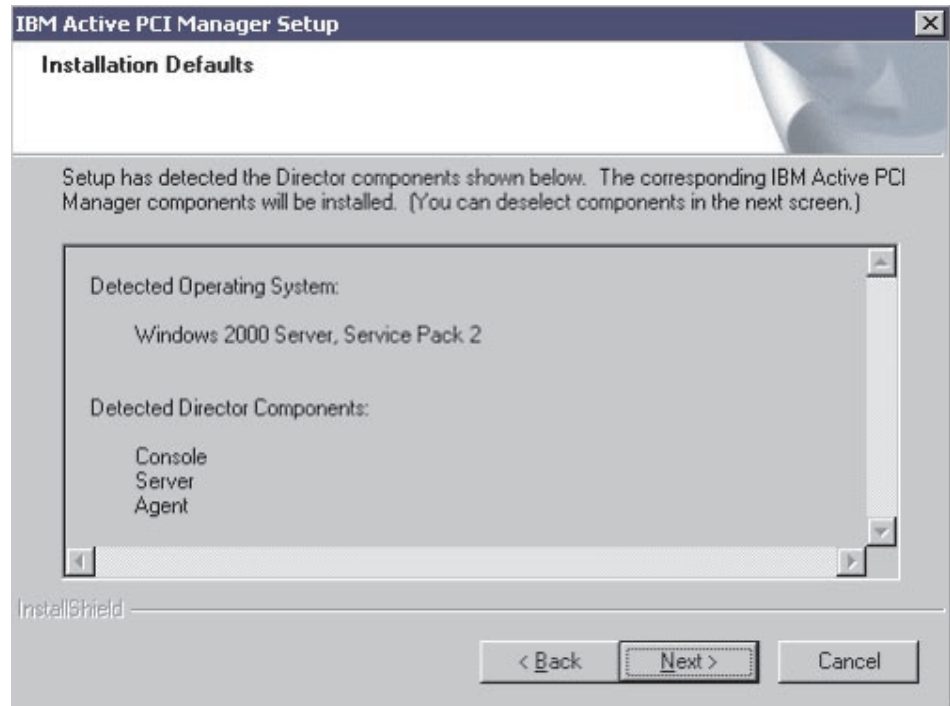 IBM Active PCI Manager Setup
Installation Defaults
Setup has detected the Director components shown below. The corresponding IBM Active PCI
Manager components will be installed. (You can deselect components in the next screen.)
Detected Operating System:
Windows 2000 Server, Service Pack 2
Detected Director Components:
Console
Server
Agent
InstallShield
< Back
Next >
Cancel